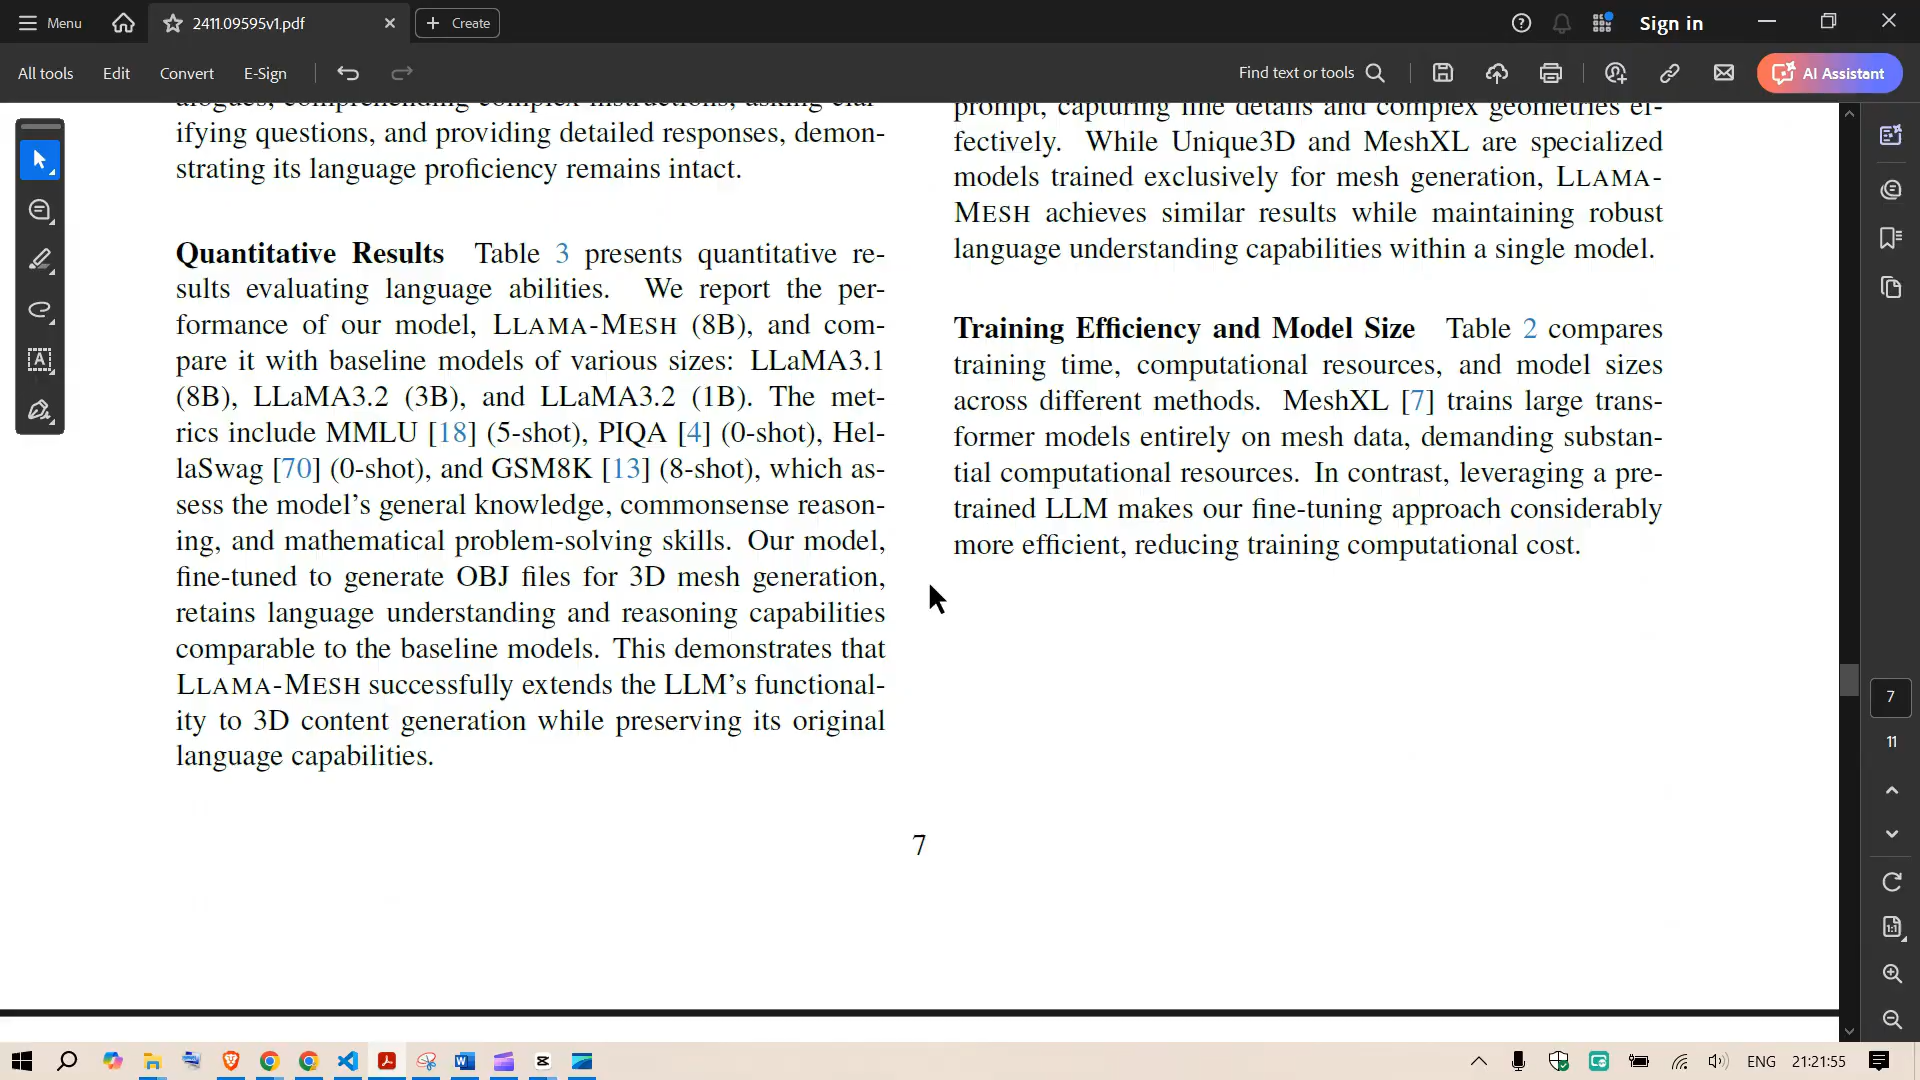 Menu
2411.09595v1.pdf
Create
Sign in
All tools
Edit
Convert
E-Sign
Find text or tools
AI Assistant
alogues, comprehending complex instructions, asking clar-
ifying questions, and providing detailed responses, demon-
strating its language proficiency remains intact.
Quantitative Results Table 3 presents quantitative re-
sults evaluating language abilities. We report the per-
formance of our model, LLAMA-MESH (8B), and com-
pare it with baseline models of various sizes: LLaMA3.1
(8B), LLaMA3.2 (3B), and LLaMA3.2 (1B). The met-
rics include MMLU [18] (5-shot), PIQA [4] (0-shot), Hel-
laSwag [70] (0-shot), and GSM8K [13] (8-shot), which as-
sess the model's general knowledge, commonsense reason-
ing, and mathematical problem-solving skills. Our model,
fine-tuned to generate OBJ files for 3D mesh generation,
retains language understanding and reasoning capabilities
comparable to the baseline models. This demonstrates that
LLAMA-MESH successfully extends the LLM's functional-
ity to 3D content generation while preserving its original
language capabilities.
prompt, capturing fine details and complex geometries ef-
fectively. While Unique3D and MeshXL are specialized
models trained exclusively for mesh generation, LLAMA-
MESH achieves similar results while maintaining robust
language understanding capabilities within a single model.
Training Efficiency and Model Size Table 2 compares
training time, computational resources, and model sizes
across different methods. MeshXL [7] trains large trans-
former models entirely on mesh data, demanding substan-
tial computational resources. In contrast, leveraging a pre-
trained LLM makes our fine-tuning approach considerably
more efficient, reducing training computational cost.
7
7
11
ENG
21:21:55